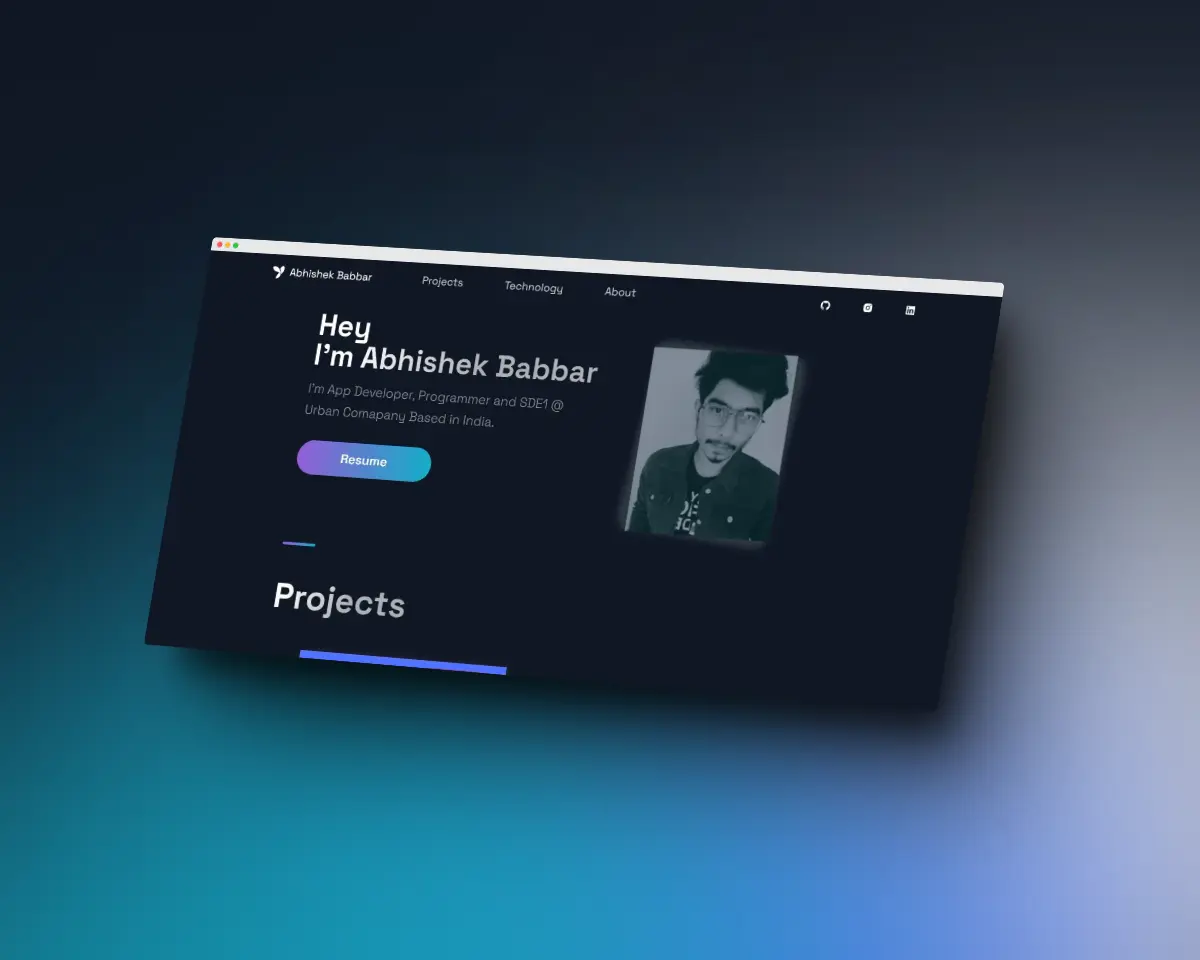 Abhishek Babbar
Projects
Technology
About
Hey
I'm Abhishek Babbar
I'm App Developer, Programmer and SDE1 @
Urban Comapany Based in India.
Resume
Projects